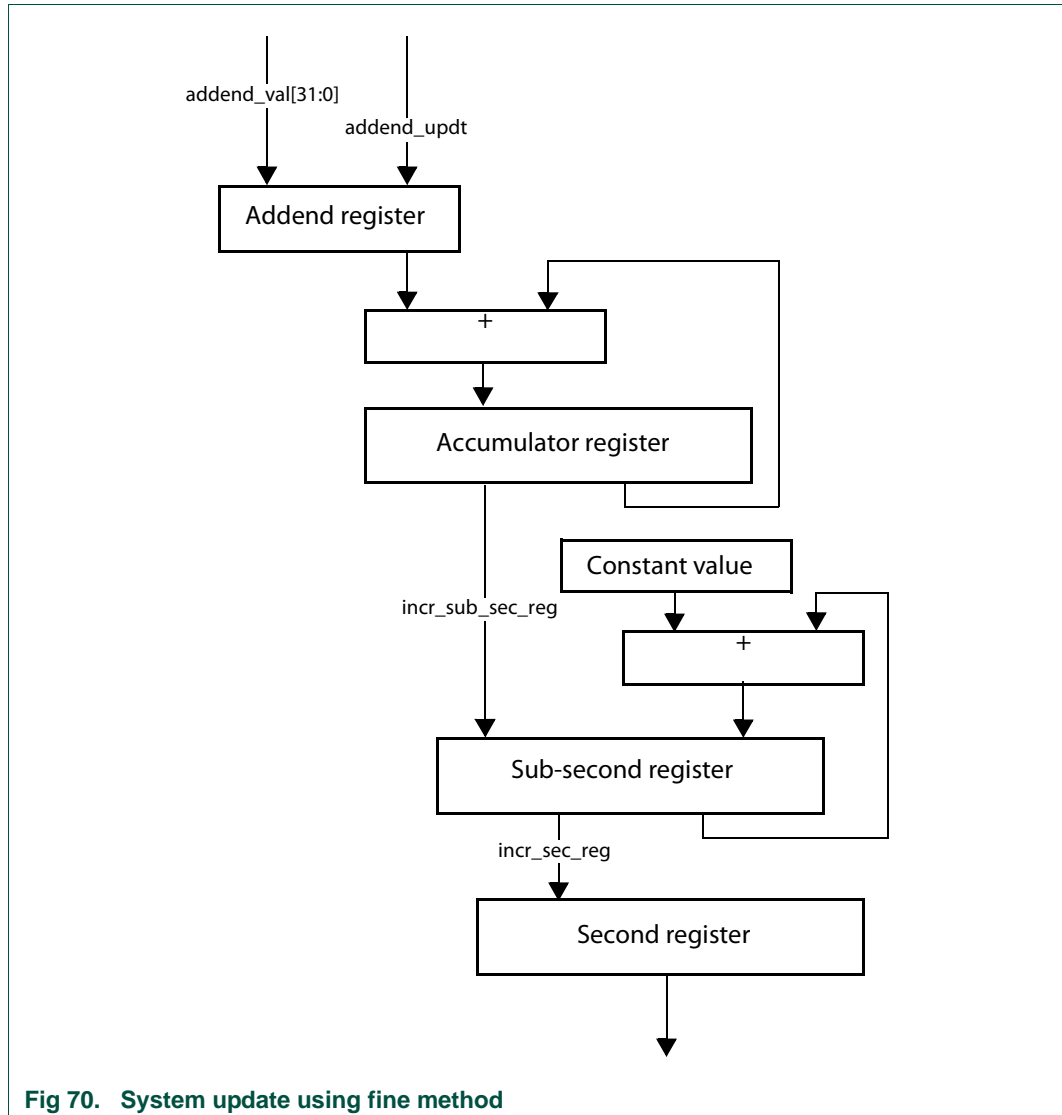 addend_val[31:0]
addend_updt
Addend register
+
Accumulator register
Constant value
incr_sub_sec_reg
+
Sub-second register
incr_sec_reg
Second register
Fig 70. System update using fine method